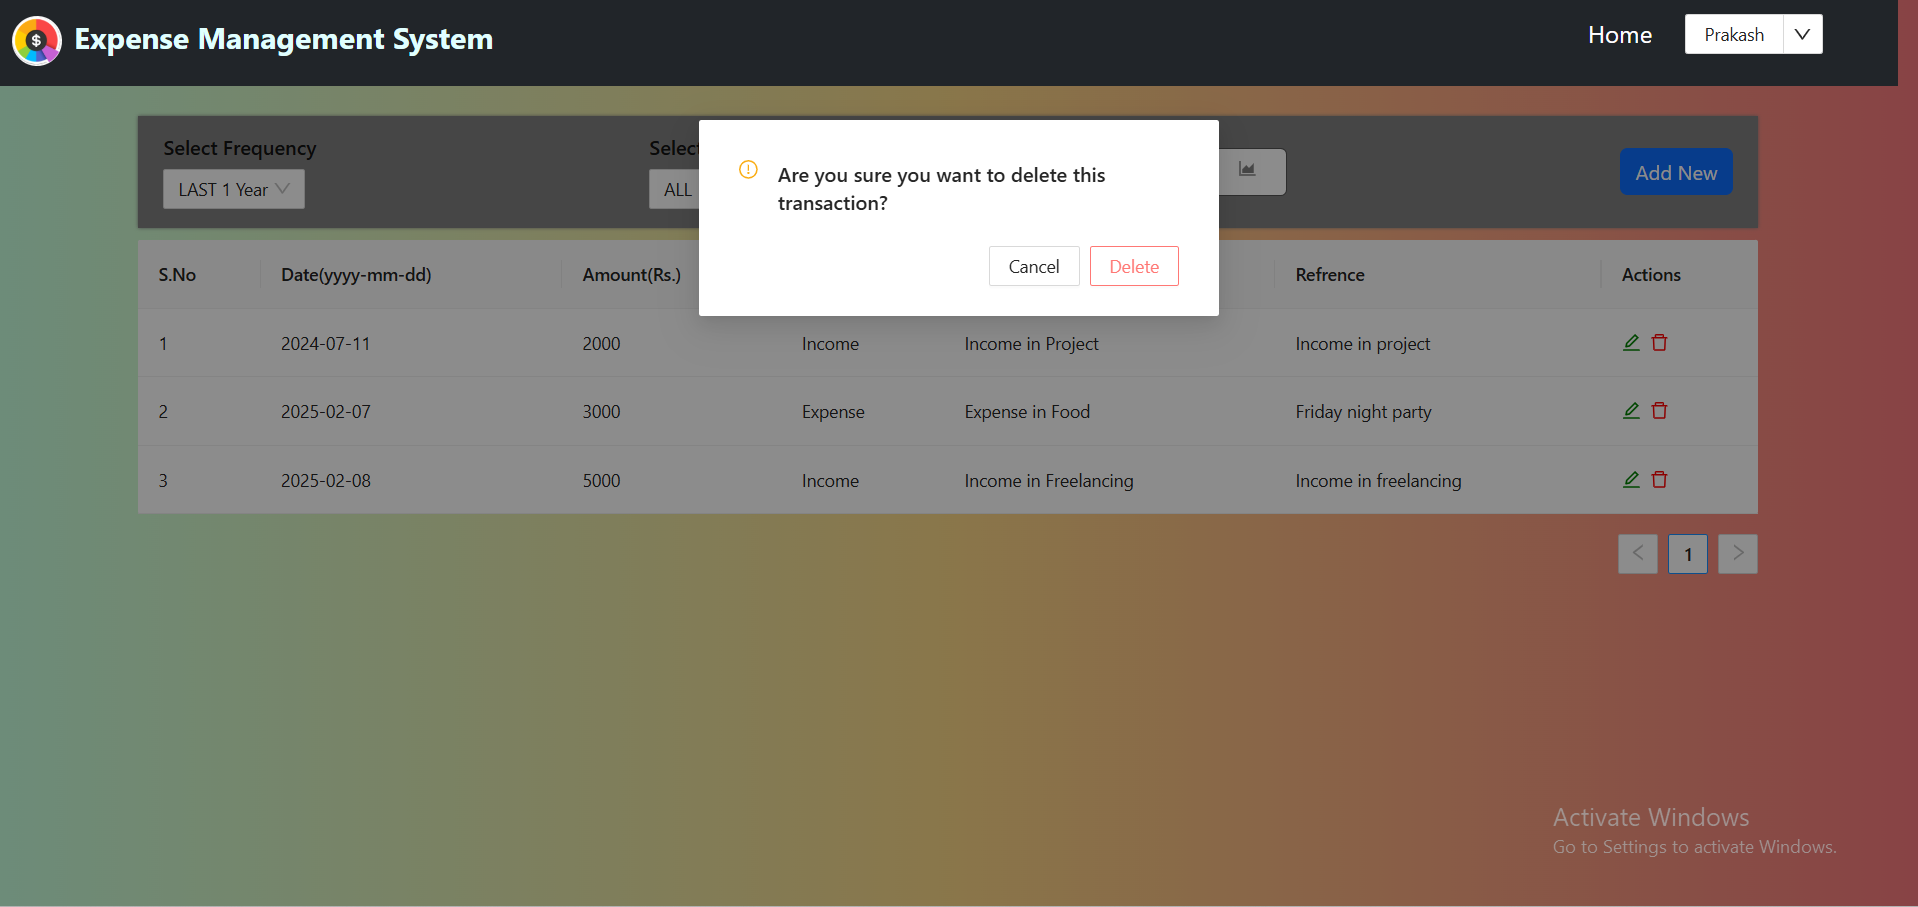 $
Expense Management System
Home
Prakash
Select Frequency
LAST 1 Year
Select
ALL
Are you sure you want to delete this
transaction?
Cancel
Delete
Add New
S.No Date(yyyy-mm-dd) Amount(Rs.) Refrence Actions
1 2024-07-11 2000 Income Income in Project Income in project
2 2025-02-07 3000 Expense Expense in Food Friday night party
3 2025-02-08 5000 Income Income in Freelancing Income in freelancing
< 1 >
Activate Windows
Go to Settings to activate Windows.